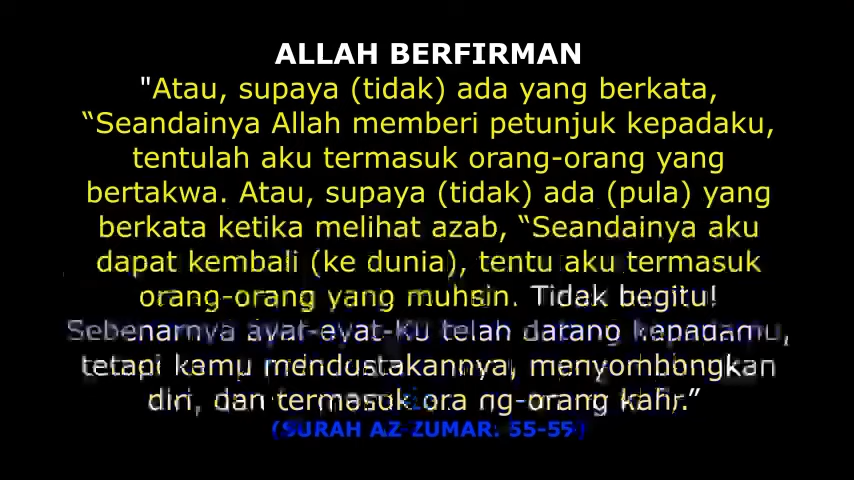 ALLAH BERFIRMAN
"Atau, supaya (tidak) ada yang berkata,
“Seandainya Allah memberi petunjuk kepadaku,
tentulah aku termasuk orang-orang yang
bertakwa. Atau, supaya (tidak) ada (pula) yang
berkata ketika melihat azab, “Seandainya aku
dapat kembali (ke dunia), tentu aku termasuk
orang-orang yang muhsin. Tidak begitu!
Sebenarnya ayat-ayat-Ku telah datang kepadamu,
tetapi kamu mendustakannya, menyombongkan
diri, dan termasuk orang-orang kafir.”
(SURAH AZ-ZUMAR: 55-55)